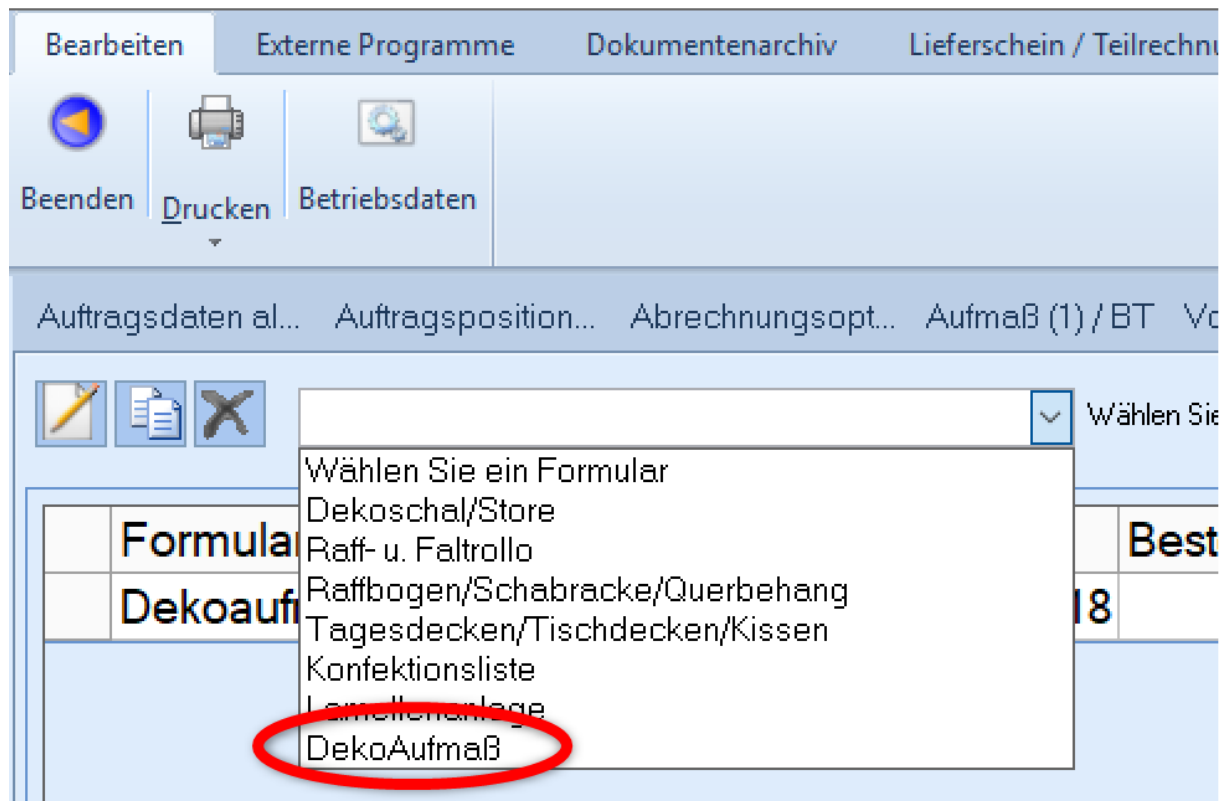 Bearbeiten Externe Programme Dokumentenarchiv Lieferschein / Teilrechnu
Beenden Drucken Betriebsdaten
Auftragsdaten al... Auftragsposition... Abrechnungsopt... Aufmaß (1) / BT Vo
Wählen Sie
Wählen Sie ein Formular
Dekoschal/Store
Raff- u. Faltrollo
Raffbogen/Schabracke/Querbehang
Tagesdecken/Tischdecken/Kissen
Konfektionsliste
Lamellenanlage
DekoAufmaß
Formular Best
Dekoaufm 18